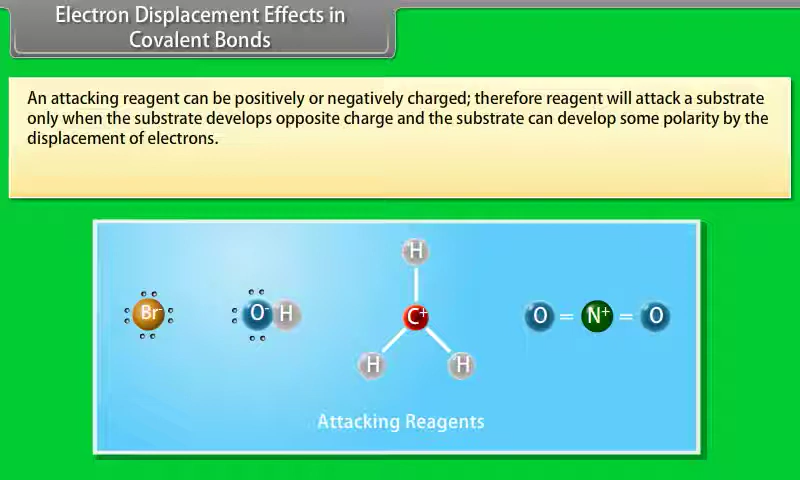 Electron Displacement Effects in
Covalent Bonds
An attacking reagent can be positively or negatively charged; therefore reagent will attack a substrate
only when the substrate develops opposite charge and the substrate can develop some polarity by the
displacement of electrons.
H
Br⁻ O⁻ H C⁺ O = N⁺ = O
H H
Attacking Reagents